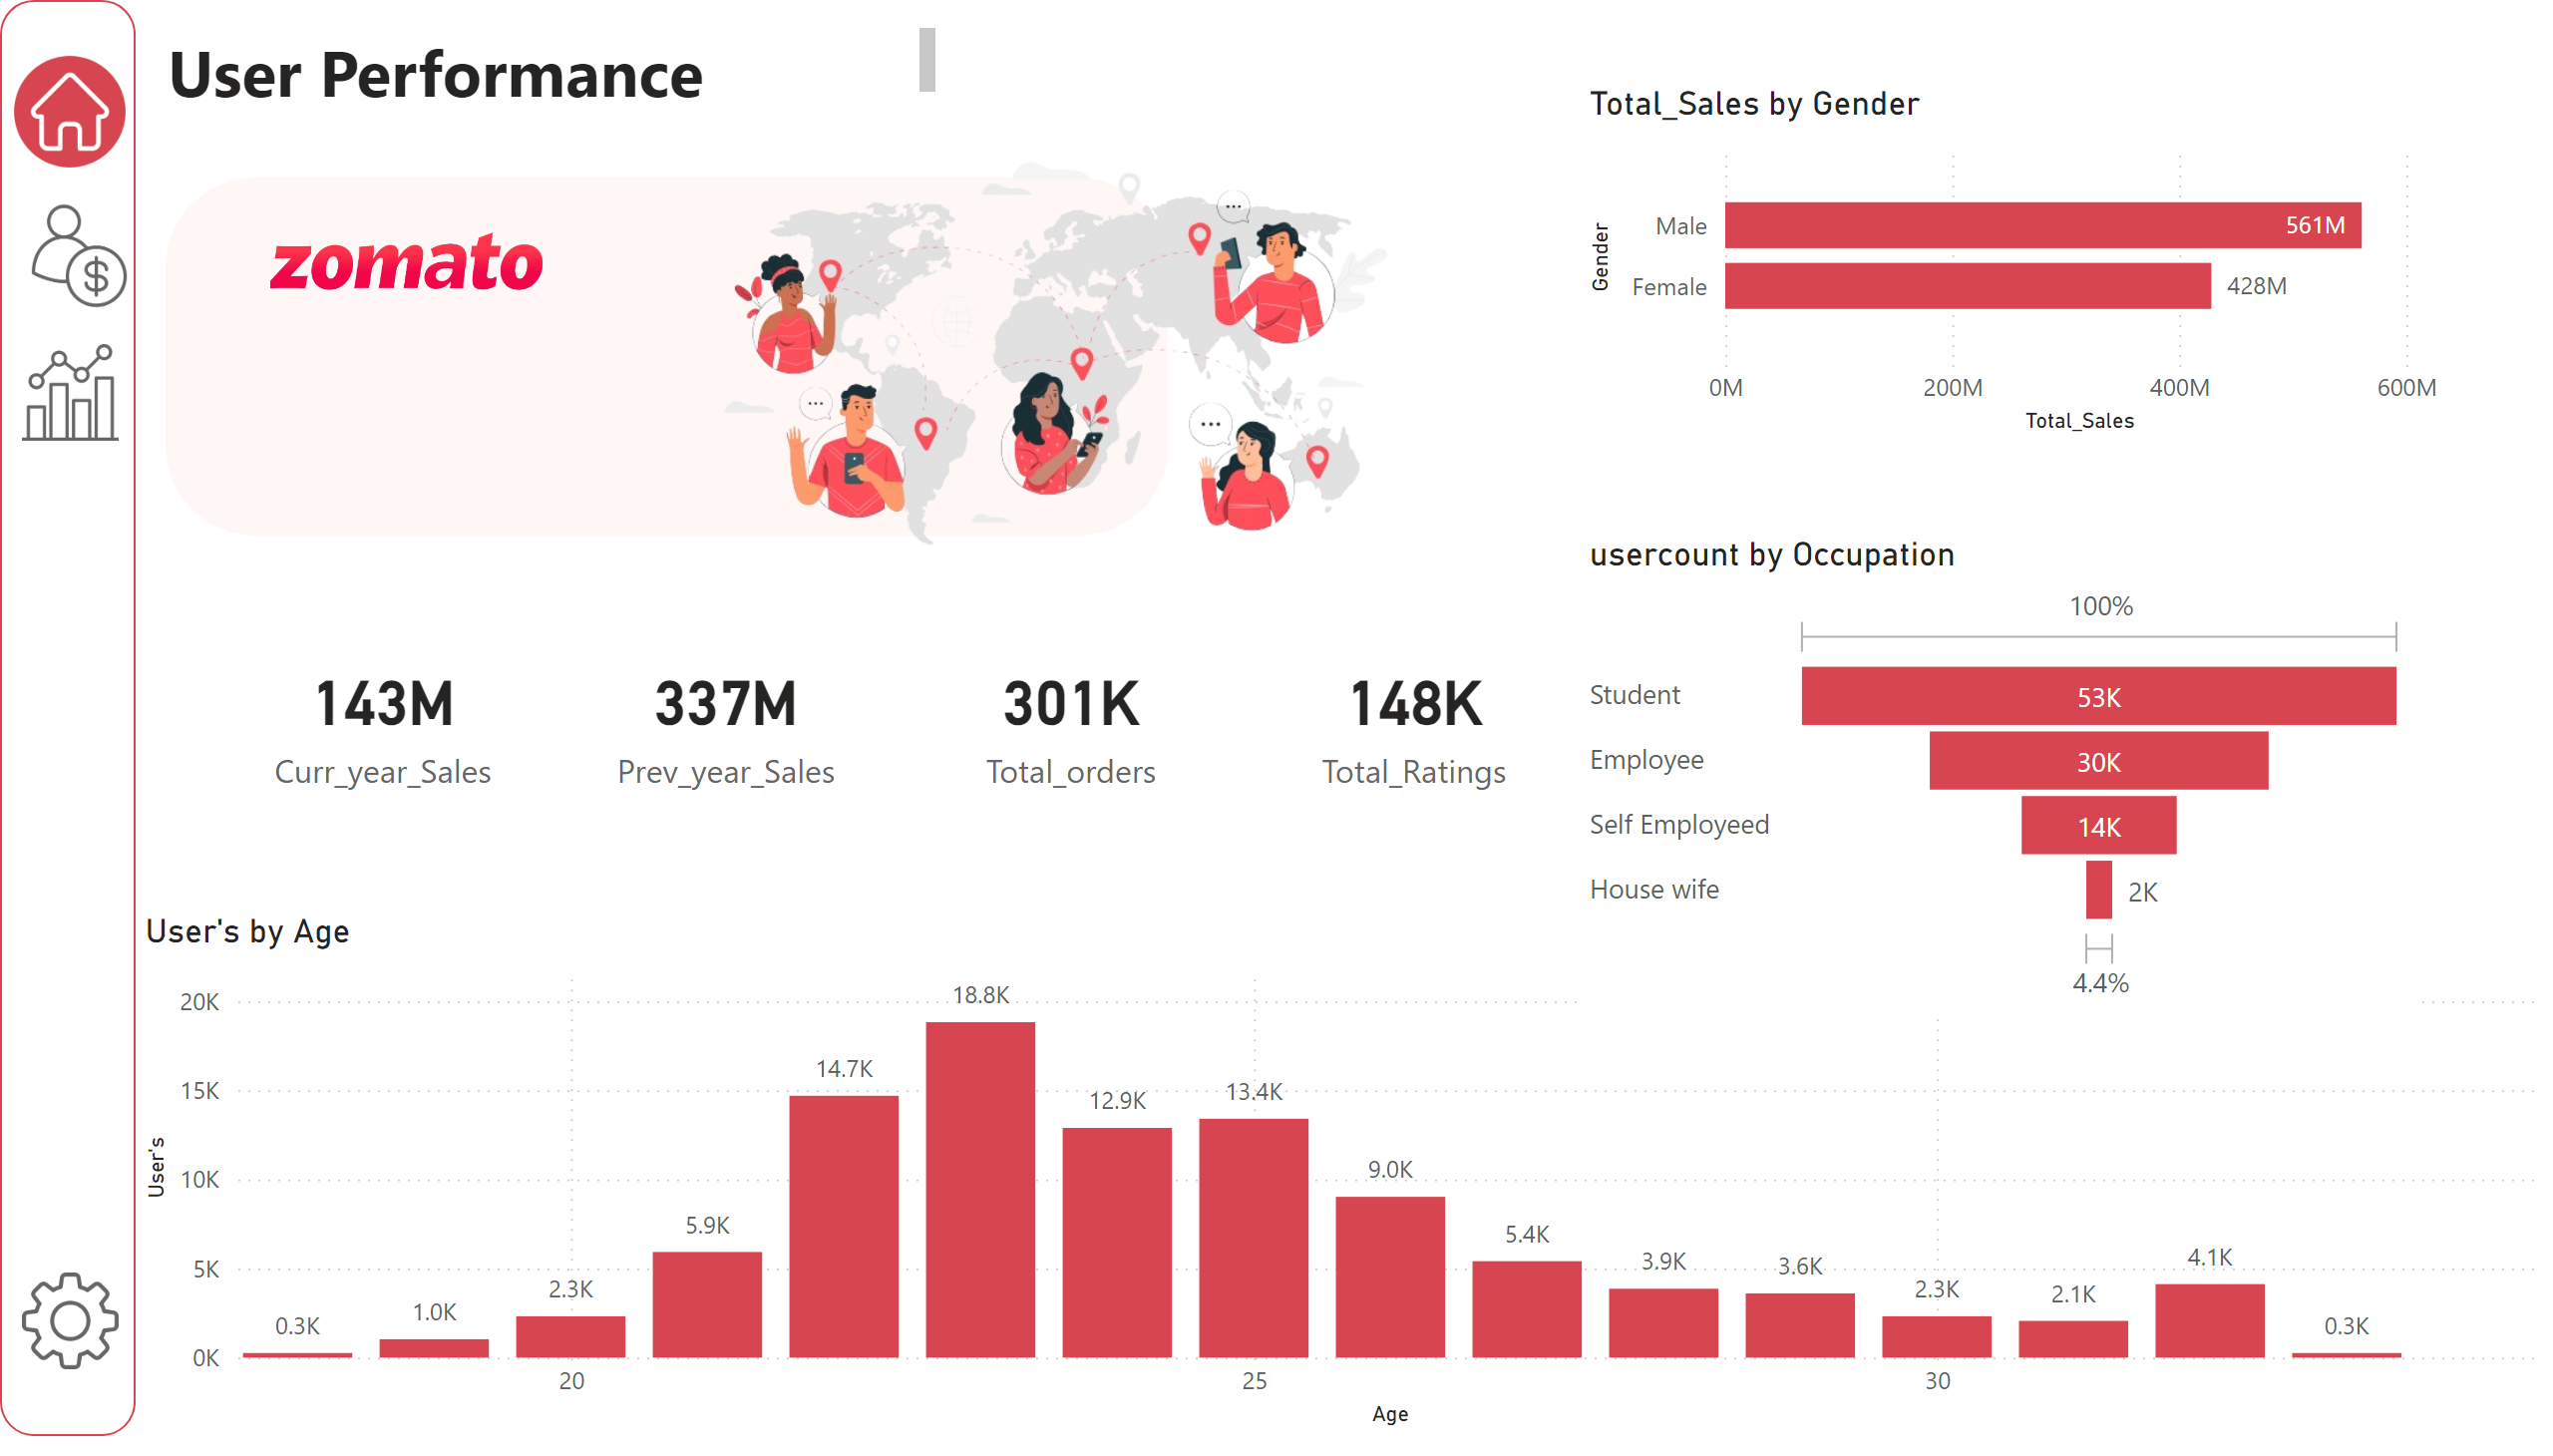 User Performance
zomato
143M
Curr_year_Sales
337M
Prev_year_Sales
301K
Total_orders
148K
Total_Ratings
Total_Sales by Gender
Gender
Male
561M
Female
428M
0M 200M 400M 600M
Total_Sales
usercount by Occupation
100%
Student 53K
Employee 30K
Self Employeed 14K
House wife 2K
4.4%
User's by Age
User's
20K
15K
10K
5K
0K
0.3K
1.0K
2.3K
5.9K
14.7K
18.8K
12.9K
13.4K
9.0K
5.4K
3.9K
3.6K
2.3K
2.1K
4.1K
0.3K
20 25 30
Age